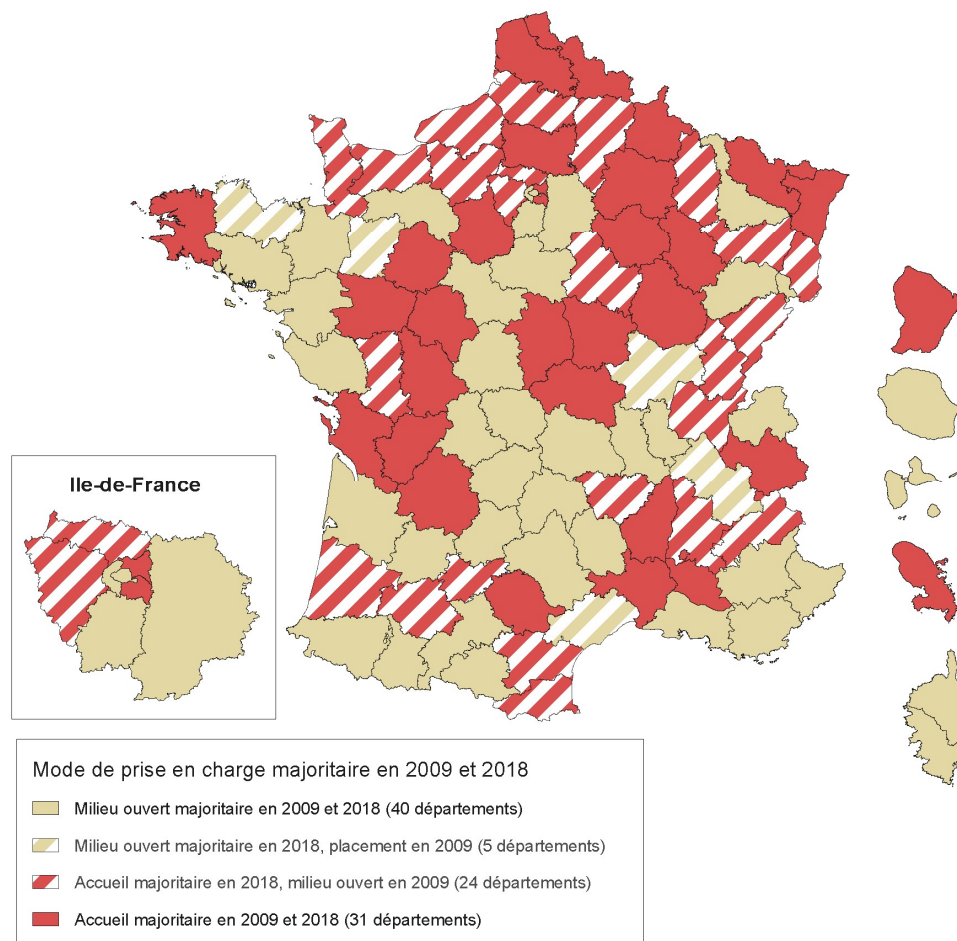 Ile-de-France
Mode de prise en charge majoritaire en 2009 et 2018
Milieu ouvert majoritaire en 2009 et 2018 (40 départements)
Milieu ouvert majoritaire en 2018, placement en 2009 (5 départements)
Accueil majoritaire en 2018, milieu ouvert en 2009 (24 départements)
Accueil majoritaire en 2009 et 2018 (31 départements)